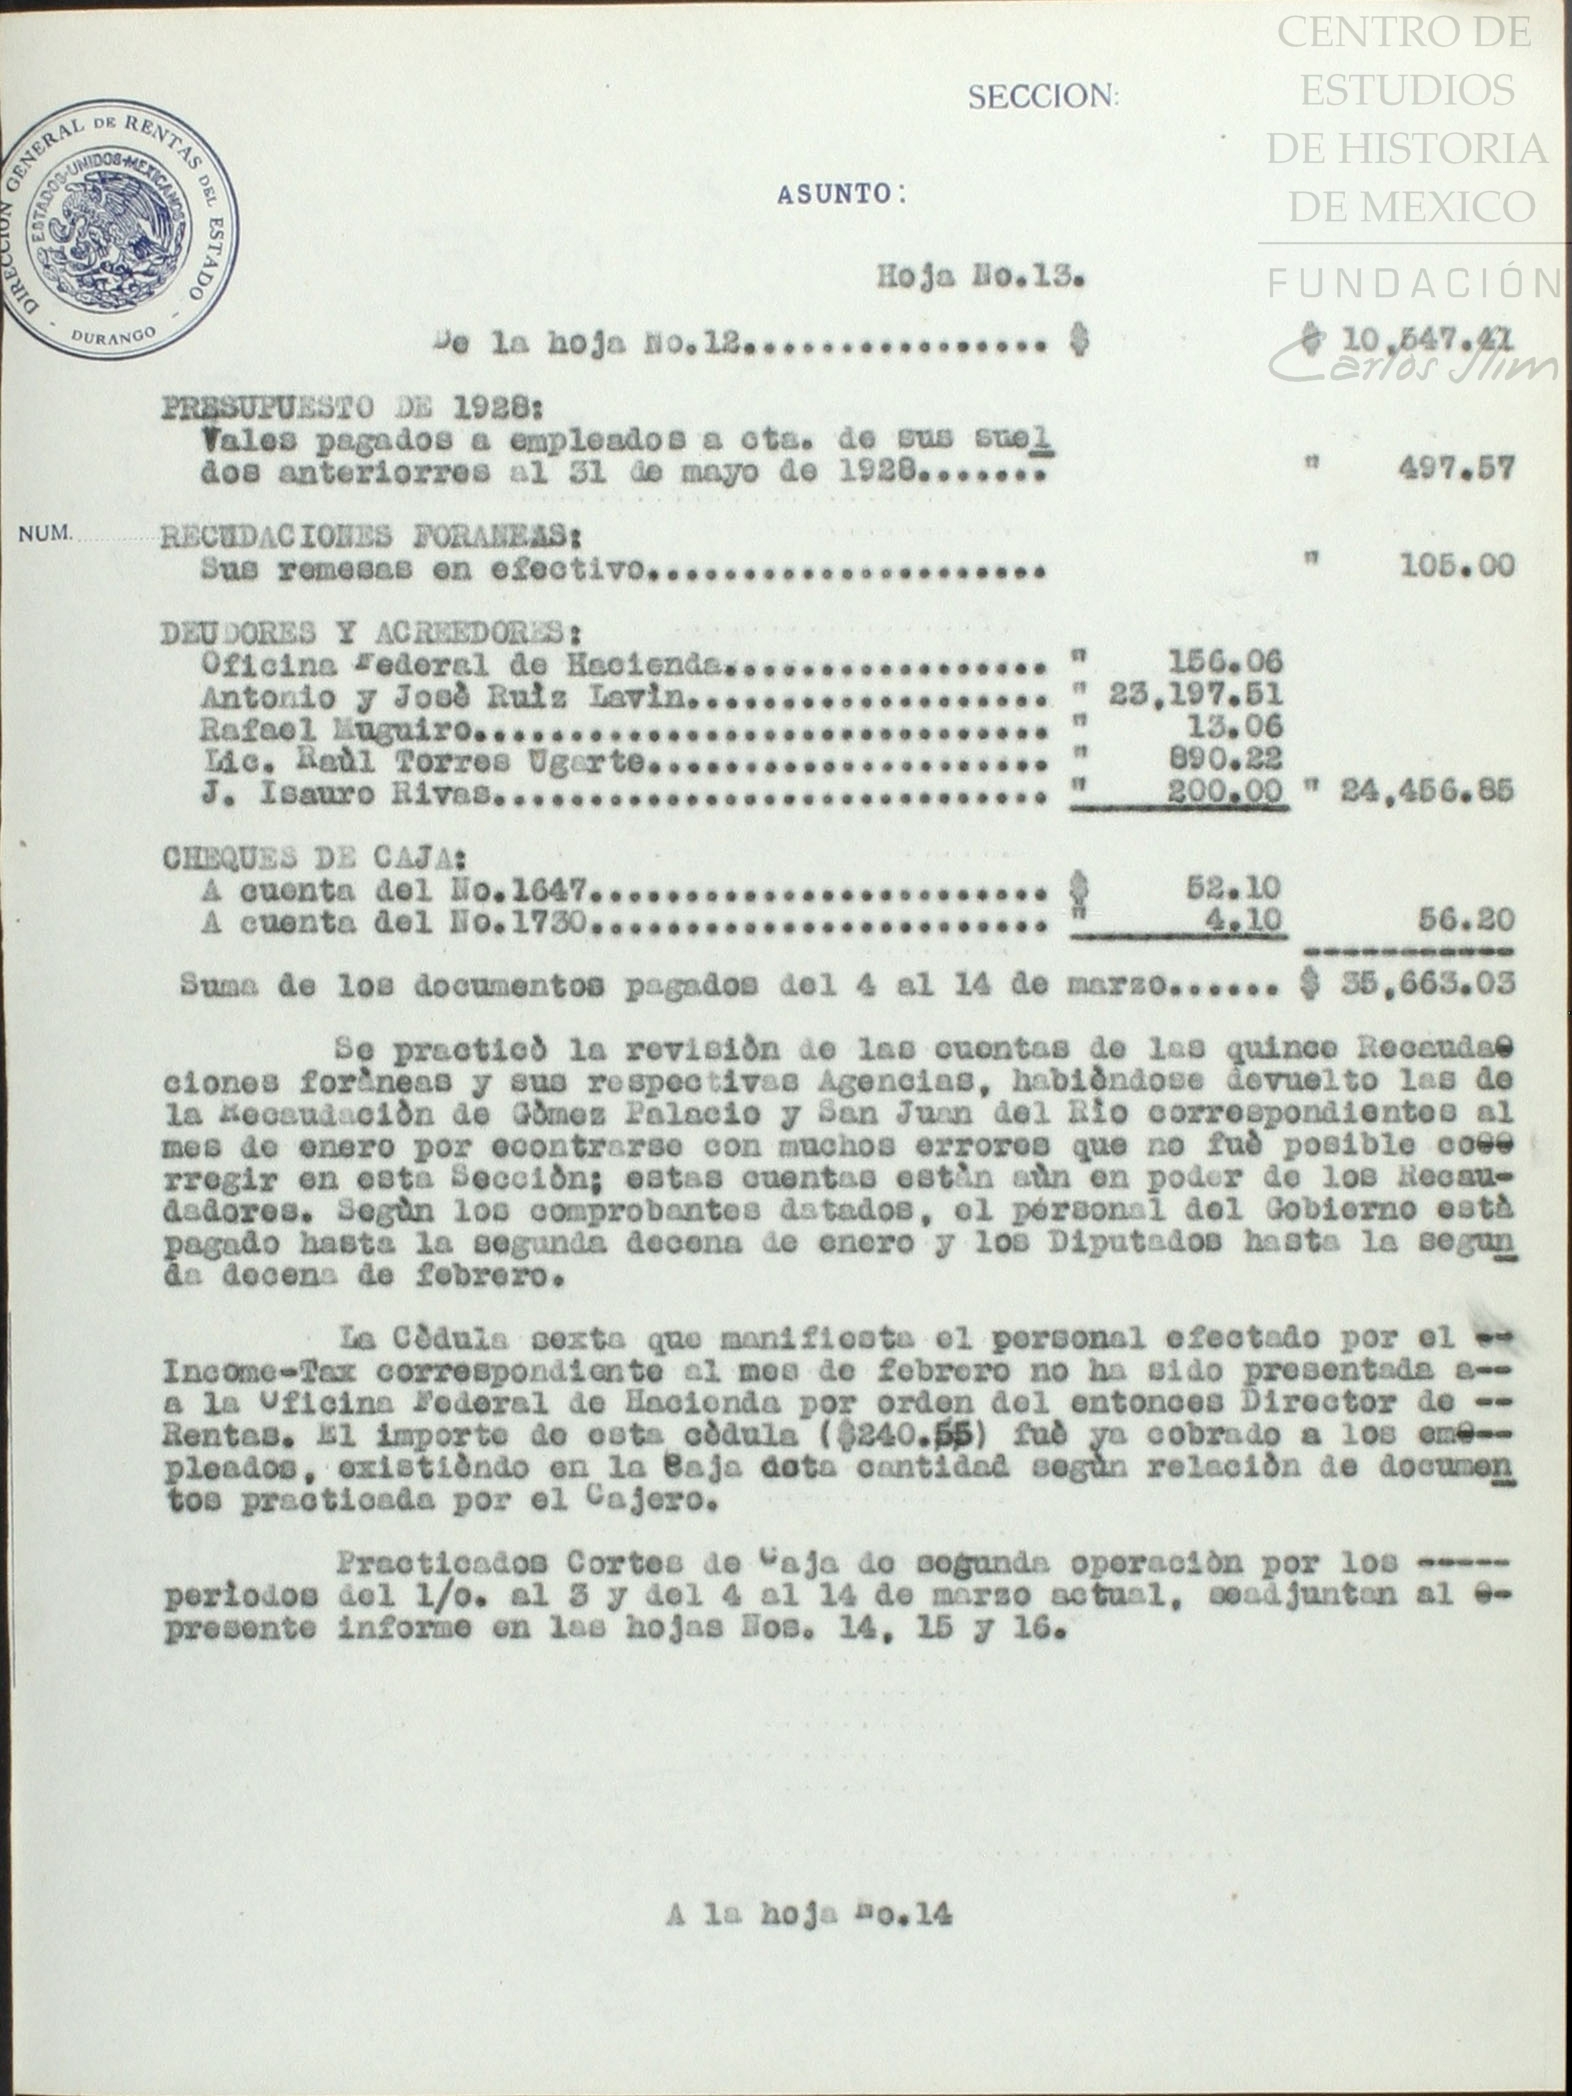 CENTRO DE
ESTUDIOS
DE HISTORIA
DE MEXICO
FUNDACIÓN
Carlos Slim
DIRECCIÓN GENERAL DE RENTAS DEL ESTADO
- DURANGO -
ESTADOS-UNIDOS-MEXICANOS
SECCION:
ASUNTO:
Hoja No.13.
De la hoja No.12................ $ $ 10,547.41
PRESUPUESTO DE 1928:
Vales pagados a empleados a cta. de sus suel
dos anteriorres al 31 de mayo de 1928....... " 497.57
NUM.
RECUDACIONES FORANEAS:
Sus remesas en efectivo..................... " 105.00
DEUDORES Y ACREEDORES:
Oficina Federal de Hacienda................. " 156.06
Antonio y Josè Ruìz Lavìn................... " 23,197.51
Rafael Muguiro.............................. " 13.06
Lic. Raùl Torres Ugarte..................... " 890.22
J. Isauro Rivas............................. " 200.00 " 24,456.85
CHEQUES DE CAJA:
A cuenta del No.1647........................ $ 52.10
A cuenta del No.1730........................ " 4.10 56.20
Suma de los documentos pagados del 4 al 14 de marzo...... $ 35,663.03
Se practicò la revisiòn de las cuentas de las quince Recauda-
ciones foràneas y sus respectivas Agencias, habièndose devuelto las de
la Recaudaciòn de Gòmez Palacio y San Juan del Rìo correspondientes al
mes de enero por econtrarse con muchos errores que no fuè posible co--
rregir en esta Secciòn; estas cuentas estàn aùn en poder de los Recau-
dadores. Segùn los comprobantes datados, el pérsonal del Gobierno està
pagado hasta la segunda decena de enero y los Diputados hasta la segun
da decena de febrero.
La Cèdula sexta que manifiesta el personal efectado por el --
Income-Tax correspondiente al mes de febrero no ha sido presentada a--
a la Oficina Federal de Hacienda por orden del entonces Director de --
Rentas. El importe de esta cèdula ($240.55) fuè ya cobrado a los em---
pleados, existièndo en la Caja dcta cantidad segùn relaciòn de documen
tos practicada por el Cajero.
Practicados Cortes de Caja de segunda operaciòn por los -----
perìodos del 1/o. al 3 y del 4 al 14 de marzo actual, seadjuntan al --
presente informe en las hojas Nos. 14, 15 y 16.
A la hoja No.14